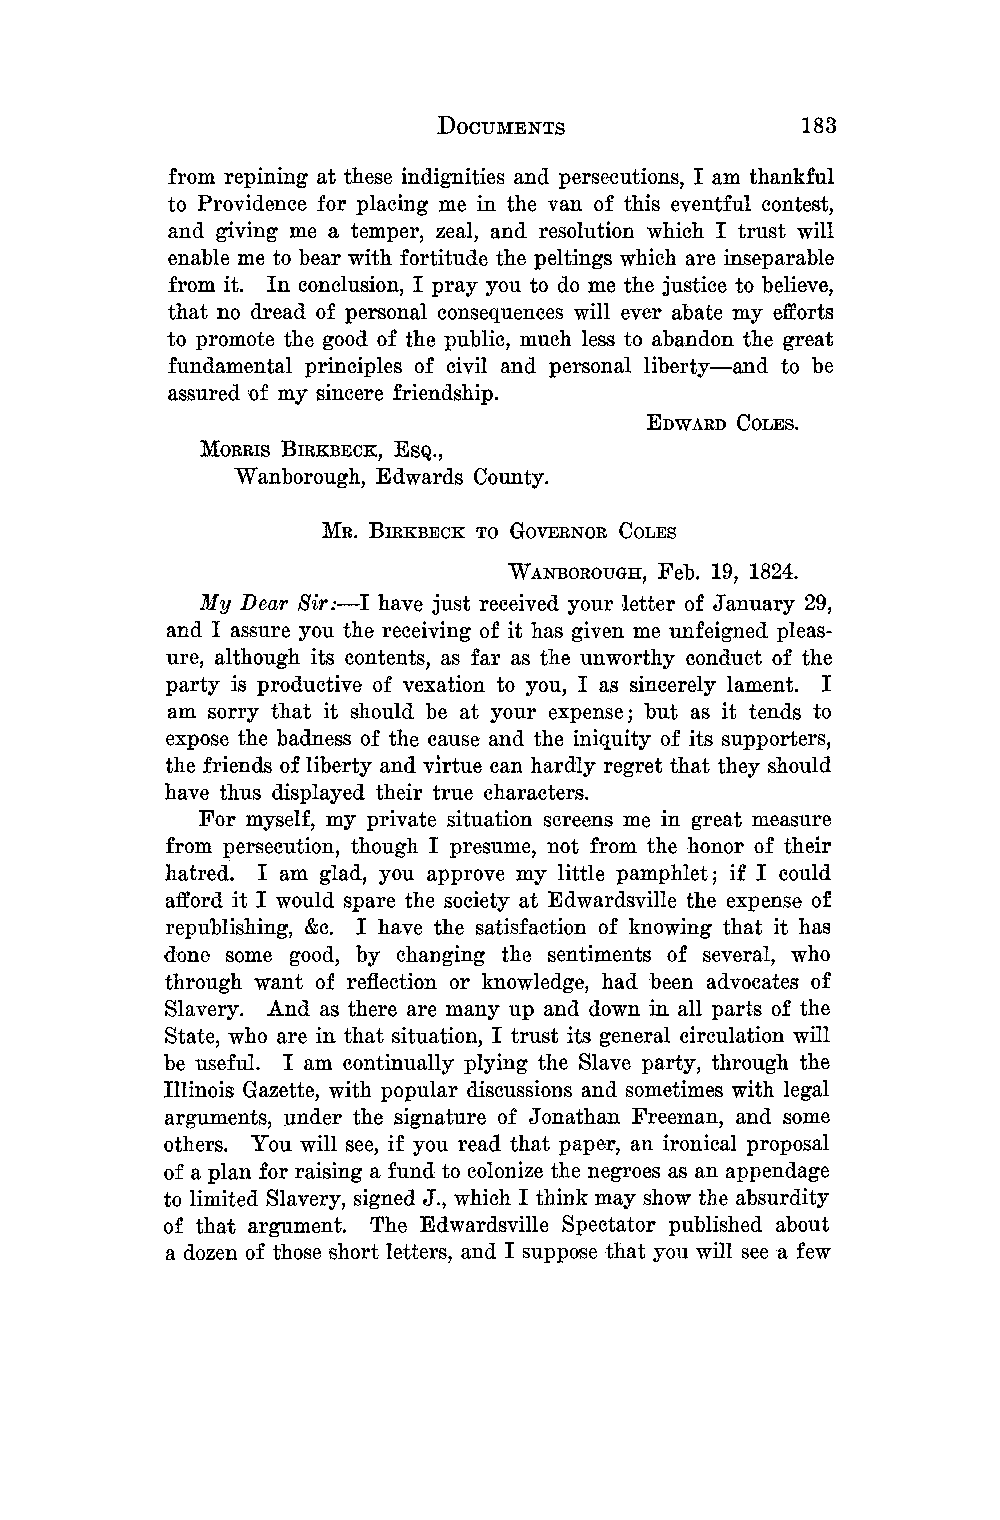 DOCUMENTS 183
from repining at these indignities and persecutions, I am thankful
to Providence for placing me in the van of this eventful contest,
and giving me a temper, zeal, and resolution which I trust will
enable me to bear with fortitude the peltings which are inseparable
from it. In conclusion, I pray you to do me the justice to believe,
that no dread of personal consequences will ever abate my efforts
to promote the good of the public, much less to abandon the great
fundamental principles of civil and personal liberty—and to be
assured of my sincere friendship.
EDWARD COLES.
MORRIS BIRKBECK, ESQ.,
Wanborough, Edwards County.
MR. BIRKBECK TO GOVERNOR COLES
WANBOROUGH, Feb. 19, 1824.
My Dear Sir:—I have just received your letter of January 29,
and I assure you the receiving of it has given me unfeigned pleas-
ure, although its contents, as far as the unworthy conduct of the
party is productive of vexation to you, I as sincerely lament. I
am sorry that it should be at your expense; but as it tends to
expose the badness of the cause and the iniquity of its supporters,
the friends of liberty and virtue can hardly regret that they should
have thus displayed their true characters.
For myself, my private situation screens me in great measure
from persecution, though I presume, not from the honor of their
hatred. I am glad, you approve my little pamphlet; if I could
afford it I would spare the society at Edwardsville the expense of
republishing, &c. I have the satisfaction of knowing that it has
done some good, by changing the sentiments of several, who
through want of reflection or knowledge, had been advocates of
Slavery. And as there are many up and down in all parts of the
State, who are in that situation, I trust its general circulation will
be useful. I am continually plying the Slave party, through the
Illinois Gazette, with popular discussions and sometimes with legal
arguments, under the signature of Jonathan Freeman, and some
others. You will see, if you read that paper, an ironical proposal
of a plan for raising a fund to colonize the negroes as an appendage
to limited Slavery, signed J., which I think may show the absurdity
of that argument. The Edwardsville Spectator published about
a dozen of those short letters, and I suppose that you will see a few